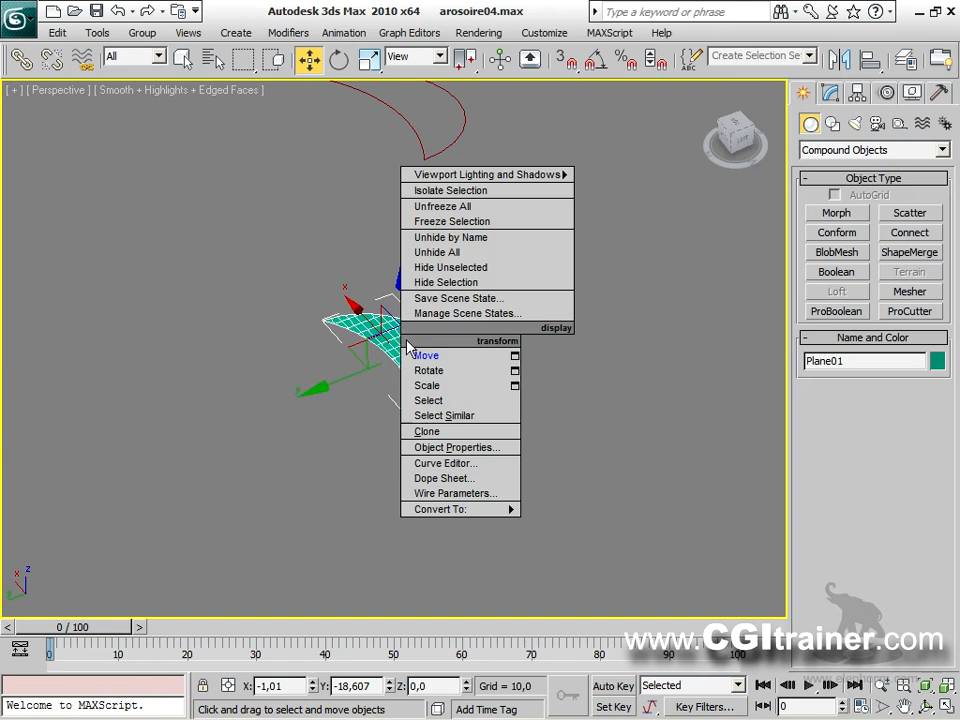 Autodesk 3ds Max 2010 x64 arosoire04.max
Type a keyword or phrase
Edit Tools Group Views Create Modifiers Animation Graph Editors Rendering Customize MAXScript Help
All View 3 Create Selection Se
[ + ] [ Perspective ] [ Smooth + Highlights + Edged Faces ]
Compound Objects
Object Type
AutoGrid
Morph Scatter
Conform Connect
BlobMesh ShapeMerge
Boolean Terrain
Loft Mesher
ProBoolean ProCutter
Name and Color
Plane01
Viewport Lighting and Shadows
Isolate Selection
Unfreeze All
Freeze Selection
Unhide by Name
Unhide All
Hide Unselected
Hide Selection
Save Scene State...
Manage Scene States...
display
transform
Move
Rotate
Scale
Select
Select Similar
Clone
Object Properties...
Curve Editor...
Dope Sheet...
Wire Parameters...
Convert To:
x
y
z
x
0 / 100
0 10 20 30 40 50 60 70 80 90 100
www.CGItrainer.com
X: -1,01 Y: -18,607 Z: 0,0 Grid = 10,0
Auto Key Selected
Welcome to MAXScript.
Click and drag to select and move objects
Add Time Tag
Set Key Key Filters...
0